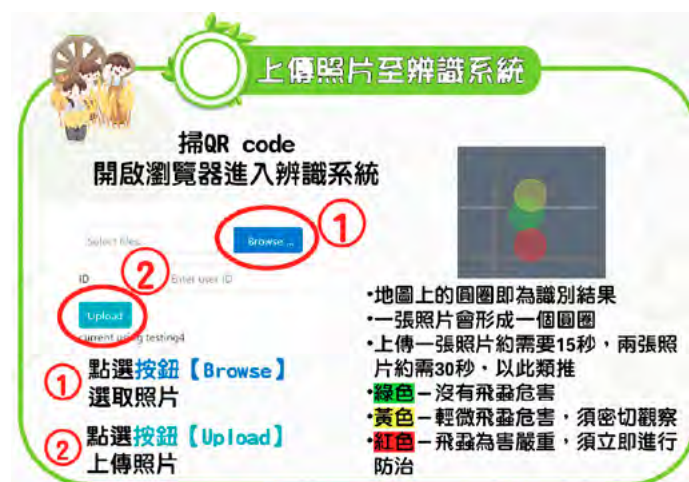 上傳照片至辨識系統
掃QR code
開啟瀏覽器進入辨識系統
Select files...
Browse ...
①
②
ID
Enter user ID
Upload
current using testing4
① 點選按鈕【Browse】
選取照片
② 點選按鈕【Upload】
上傳照片
•地圖上的圓圈即為識別結果
•一張照片會形成一個圓圈
•上傳一張照片約需要15秒，兩張照
片約需30秒，以此類推
•綠色－沒有飛蝨危害
•黃色－輕微飛蝨危害，須密切觀察
•紅色－飛蝨為害嚴重，須立即進行
防治